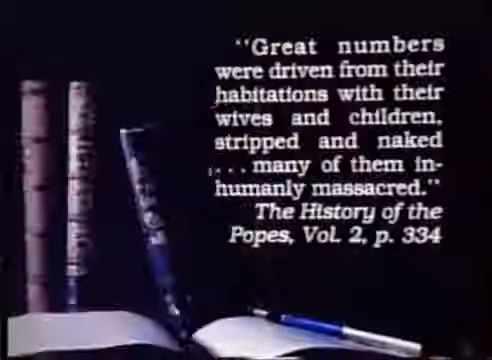 "Great numbers
were driven from their
habitations with their
wives and children,
stripped and naked
...many of them in-
humanly massacred."
The History of the
Popes, Vol. 2, p. 334